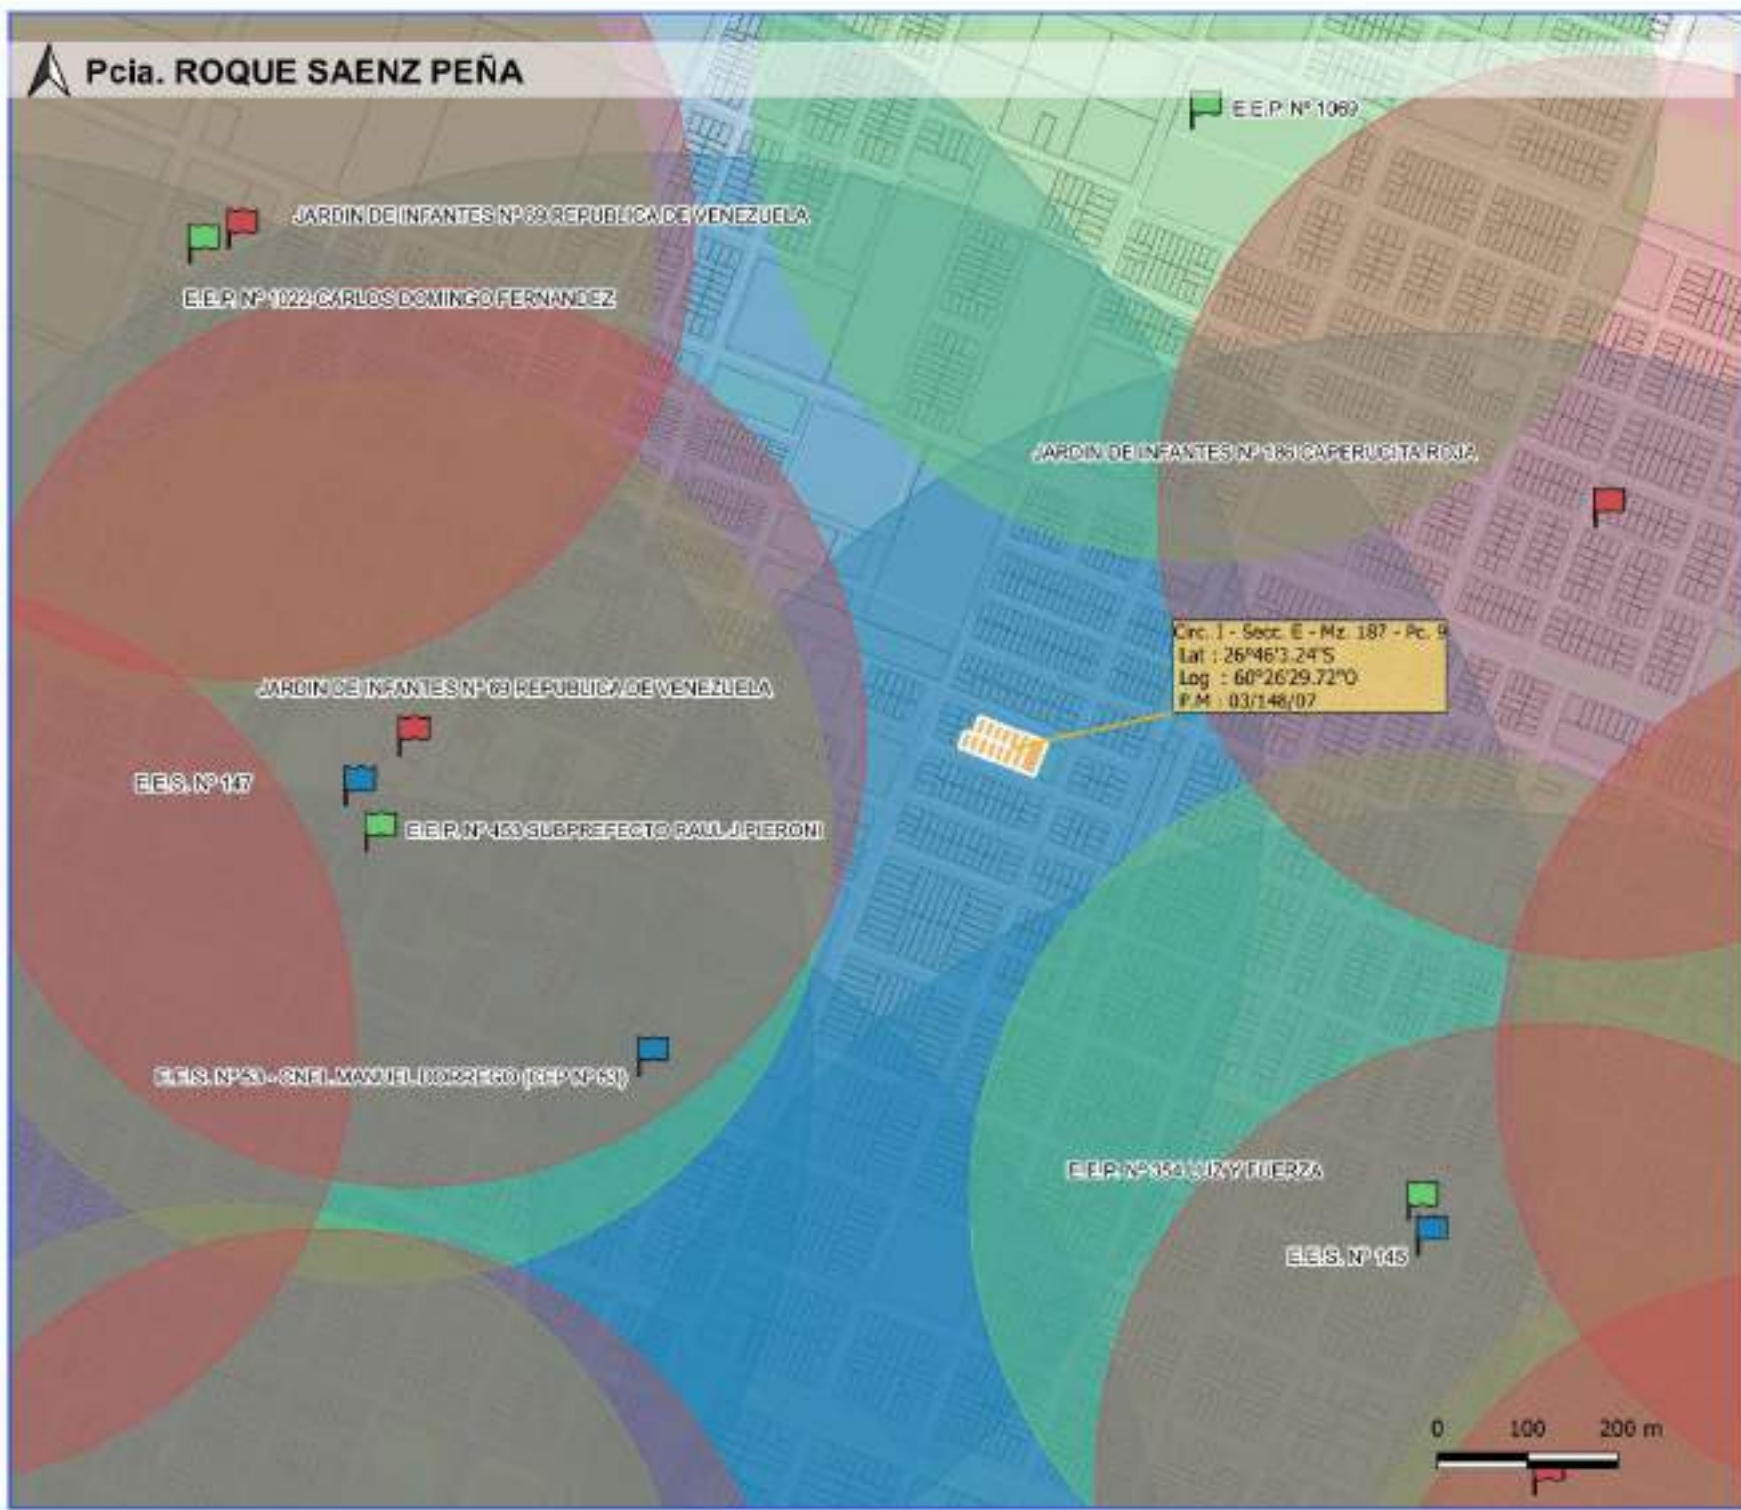 Pcia. ROQUE SAENZ PEÑA
E.E.P. Nº 1069
JARDIN DE INFANTES Nº 69 REPUBLICA DE VENEZUELA
E.E.P. Nº 1022 CARLOS DOMINGO FERNANDEZ
JARDIN DE INFANTES Nº 186 CAPERUCITA ROJA
Circ. I - Secc. E - Mz. 187 - Pc. 9
Lat : 26°46'3.24"S
Log : 60°26'29.72"O
P.M : 03/148/07
JARDIN DE INFANTES Nº 69 REPUBLICA DE VENEZUELA
E.E.S. Nº 147
E.E.P. Nº 453 SUBPREFECTO RAUL J.PIERONI
E.E.S. Nº 53 - CNEL. MANUEL DORREGO (CEP Nº 53)
E.E.P. Nº 354 LUZ Y FUERZA
E.E.S. Nº 145
0 100 200 m